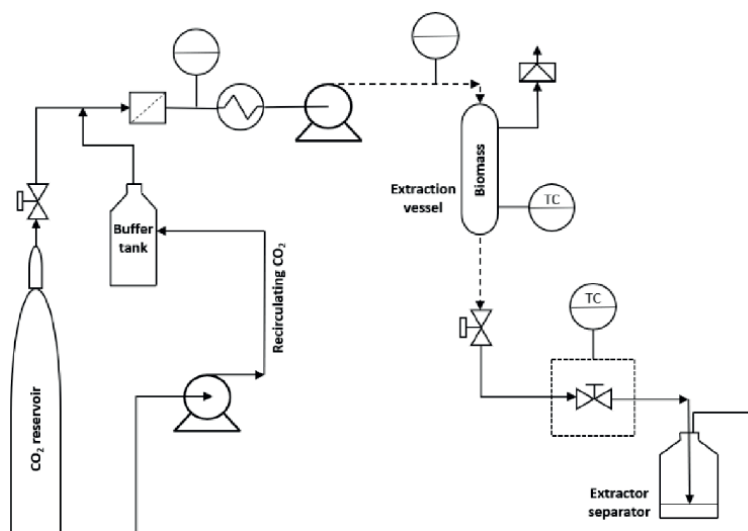 Biomass
Extraction
vessel
TC
Buffer
tank
Recirculating CO₂
TC
CO₂ reservoir
Extractor
separator